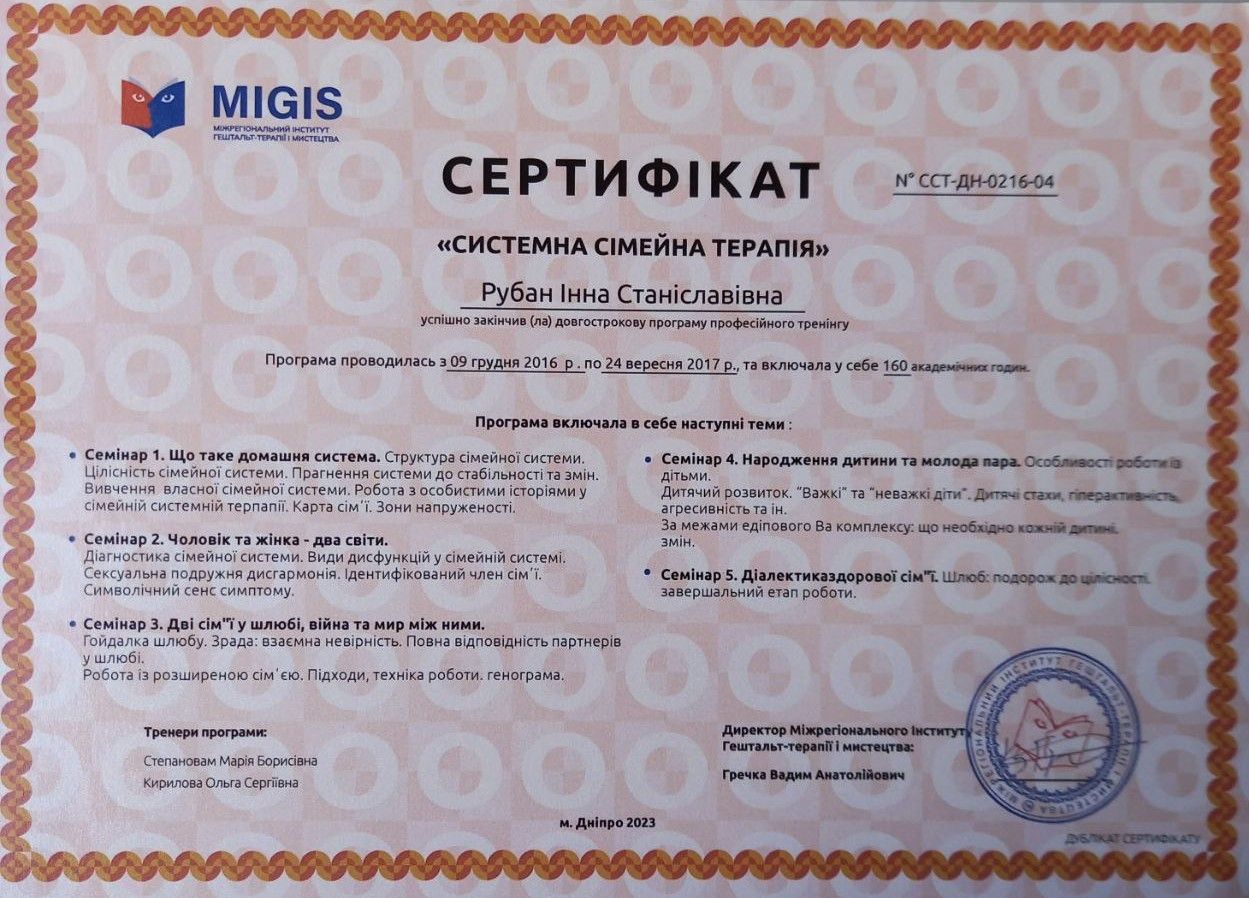 MIGIS
МІЖРЕГІОНАЛЬНИЙ ІНСТИТУТ
ГЕШТАЛЬТ-ТЕРАПІЇ І МИСТЕЦТВА
СЕРТИФІКАТ
N° ССТ-ДН-0216-04
«СИСТЕМНА СІМЕЙНА ТЕРАПІЯ»
Рубан Інна Станіславівна
успішно закінчив (ла) довгострокову програму професійного тренінгу
Програма проводилась з 09 грудня 2016 р . по 24 вересня 2017 р., та включала у себе 160 академічних годин.
Програма включала в себе наступні теми :
• Семінар 1. Що таке домашня система. Структура сімейної системи.
Цілісність сімейної системи. Прагнення системи до стабільності та змін.
Вивчення власної сімейної системи. Робота з особистими історіями у
сімейній системній терпапії. Карта сім'ї. Зони напруженості.
• Семінар 2. Чоловік та жінка - два світи.
Діагностика сімейної системи. Види дисфункцій у сімейній системі.
Сексуальна подружня дисгармонія. Ідентифікований член сім'ї.
Символічний сенс симптому.
• Семінар 3. Дві сім"ї у шлюбі, війна та мир між ними.
Гойдалка шлюбу. Зрада: взаємна невірність. Повна відповідність партнерів
у шлюбі.
Робота із розширеною сім'єю. Підходи, техніка роботи. генограма.
• Семінар 4. Народження дитини та молода пара. Особливості роботи із
дітьми.
Дитячий розвиток. "Важкі" та "неважкі діти". Дитячі стахи, гіперактивність,
агресивність та ін.
За межами едіпового Ва комплексу: що необхідно кожній дитині.
змін.
• Семінар 5. Діалектиказдорової сім"ї. Шлюб: подорож до цілісності.
завершальний етап роботи.
Тренери програми:
Степановам Марія Борисівна
Кирилова Ольга Сергіївна
Директор Міжрегіонального Інституту
Гештальт-терапії і мистецтва:
Гречка Вадим Анатолійович
МІЖРЕГІОНАЛЬНИЙ ІНСТИТУТ ГЕШТАЛЬТ-ТЕРАПІЇ І МИСТЕЦТВА
м. Дніпро 2023
ДУБЛІКАТ СЕРТИФІКАТУ